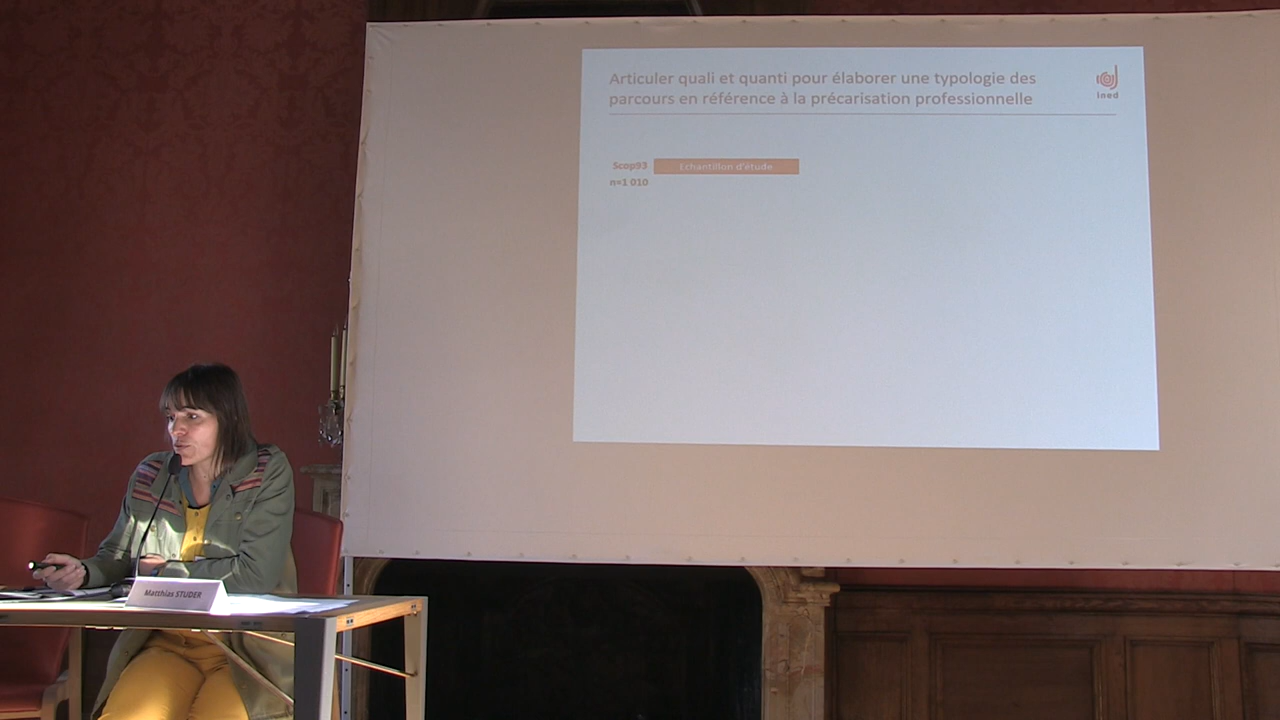 Articuler quali et quanti pour élaborer une typologie des
parcours en référence à la précarisation professionnelle
ined
Scop93
Echantillon d'étude
n=1 010
Matthias STUDER